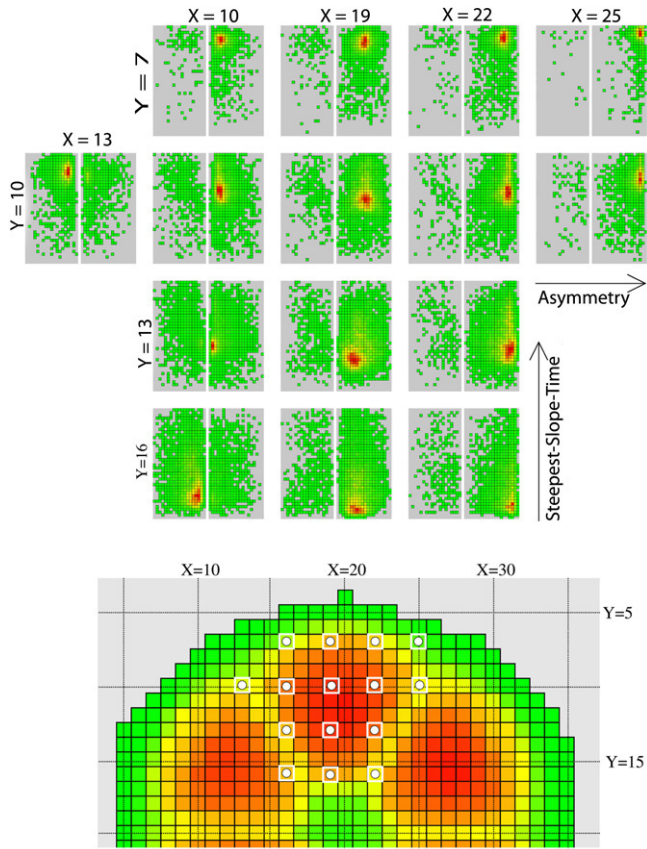 X = 10 X = 19 X = 22 X = 25
Y = 7
X = 13
Y = 10
Asymmetry
Y = 13
Steepest-Slope-Time
Y=16
X=10 X=20 X=30
Y=5
Y=15